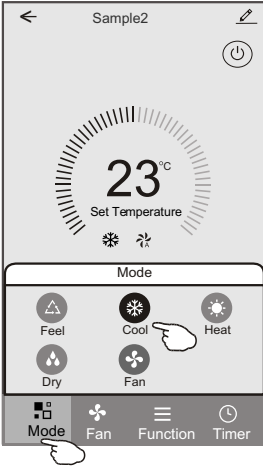 Sample2
23°C
Set Temperature
A
Mode
Feel Cool Heat
Dry Fan
Mode Fan Function Timer